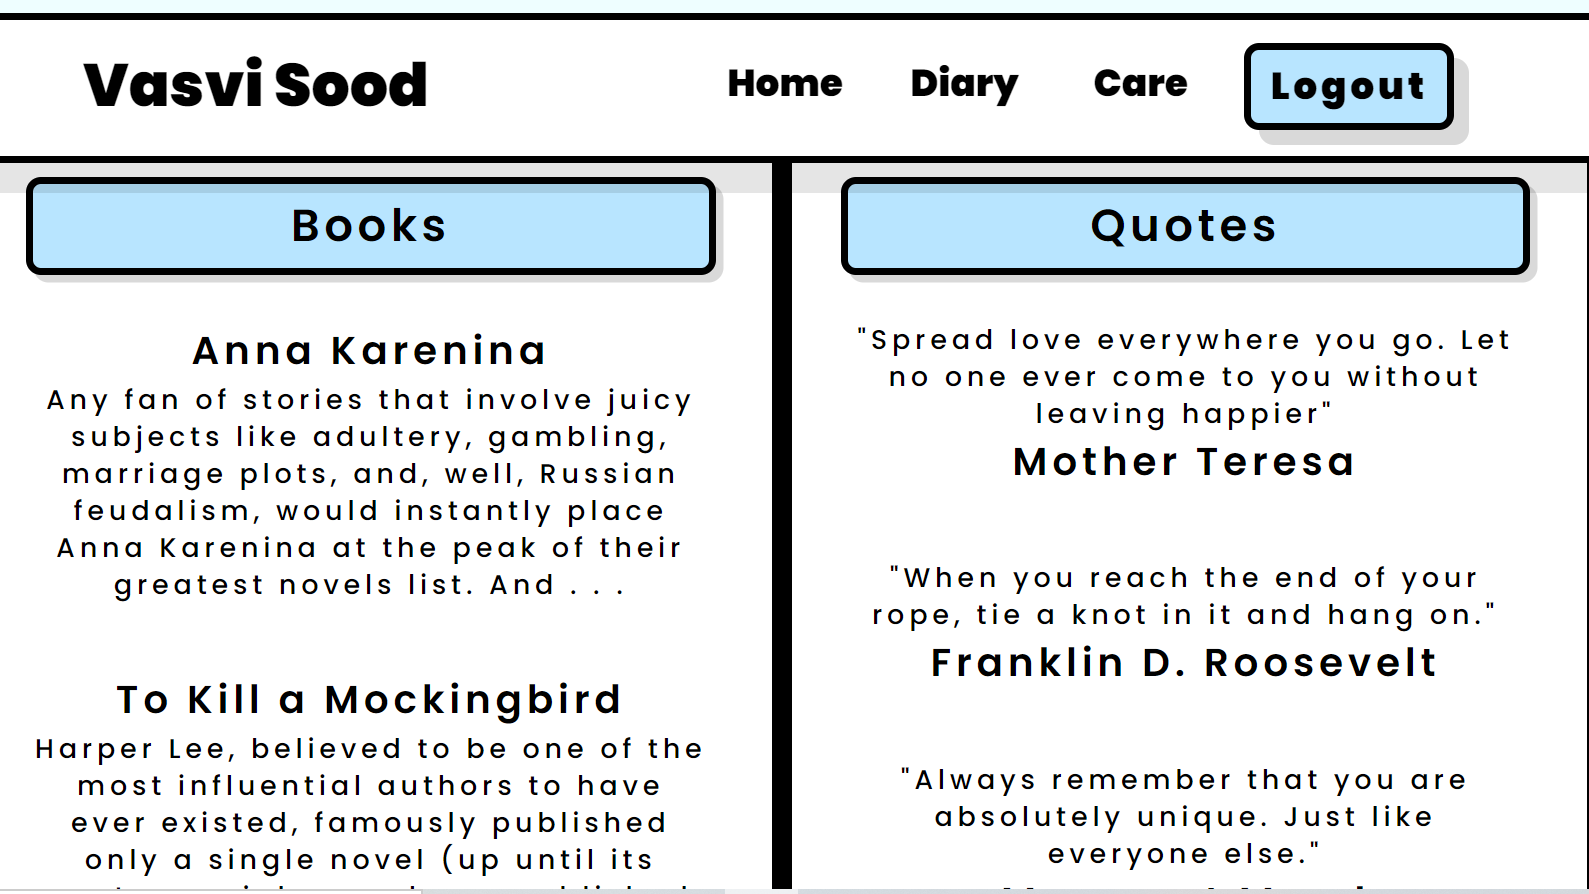 Vasvi Sood
Home
Diary
Care
Logout
Books
Anna Karenina
Any fan of stories that involve juicy
subjects like adultery, gambling,
marriage plots, and, well, Russian
feudalism, would instantly place
Anna Karenina at the peak of their
greatest novels list. And . . .
To Kill a Mockingbird
Harper Lee, believed to be one of the
most influential authors to have
ever existed, famously published
only a single novel (up until its
Quotes
"Spread love everywhere you go. Let
no one ever come to you without
leaving happier"
Mother Teresa
"When you reach the end of your
rope, tie a knot in it and hang on."
Franklin D. Roosevelt
"Always remember that you are
absolutely unique. Just like
everyone else."